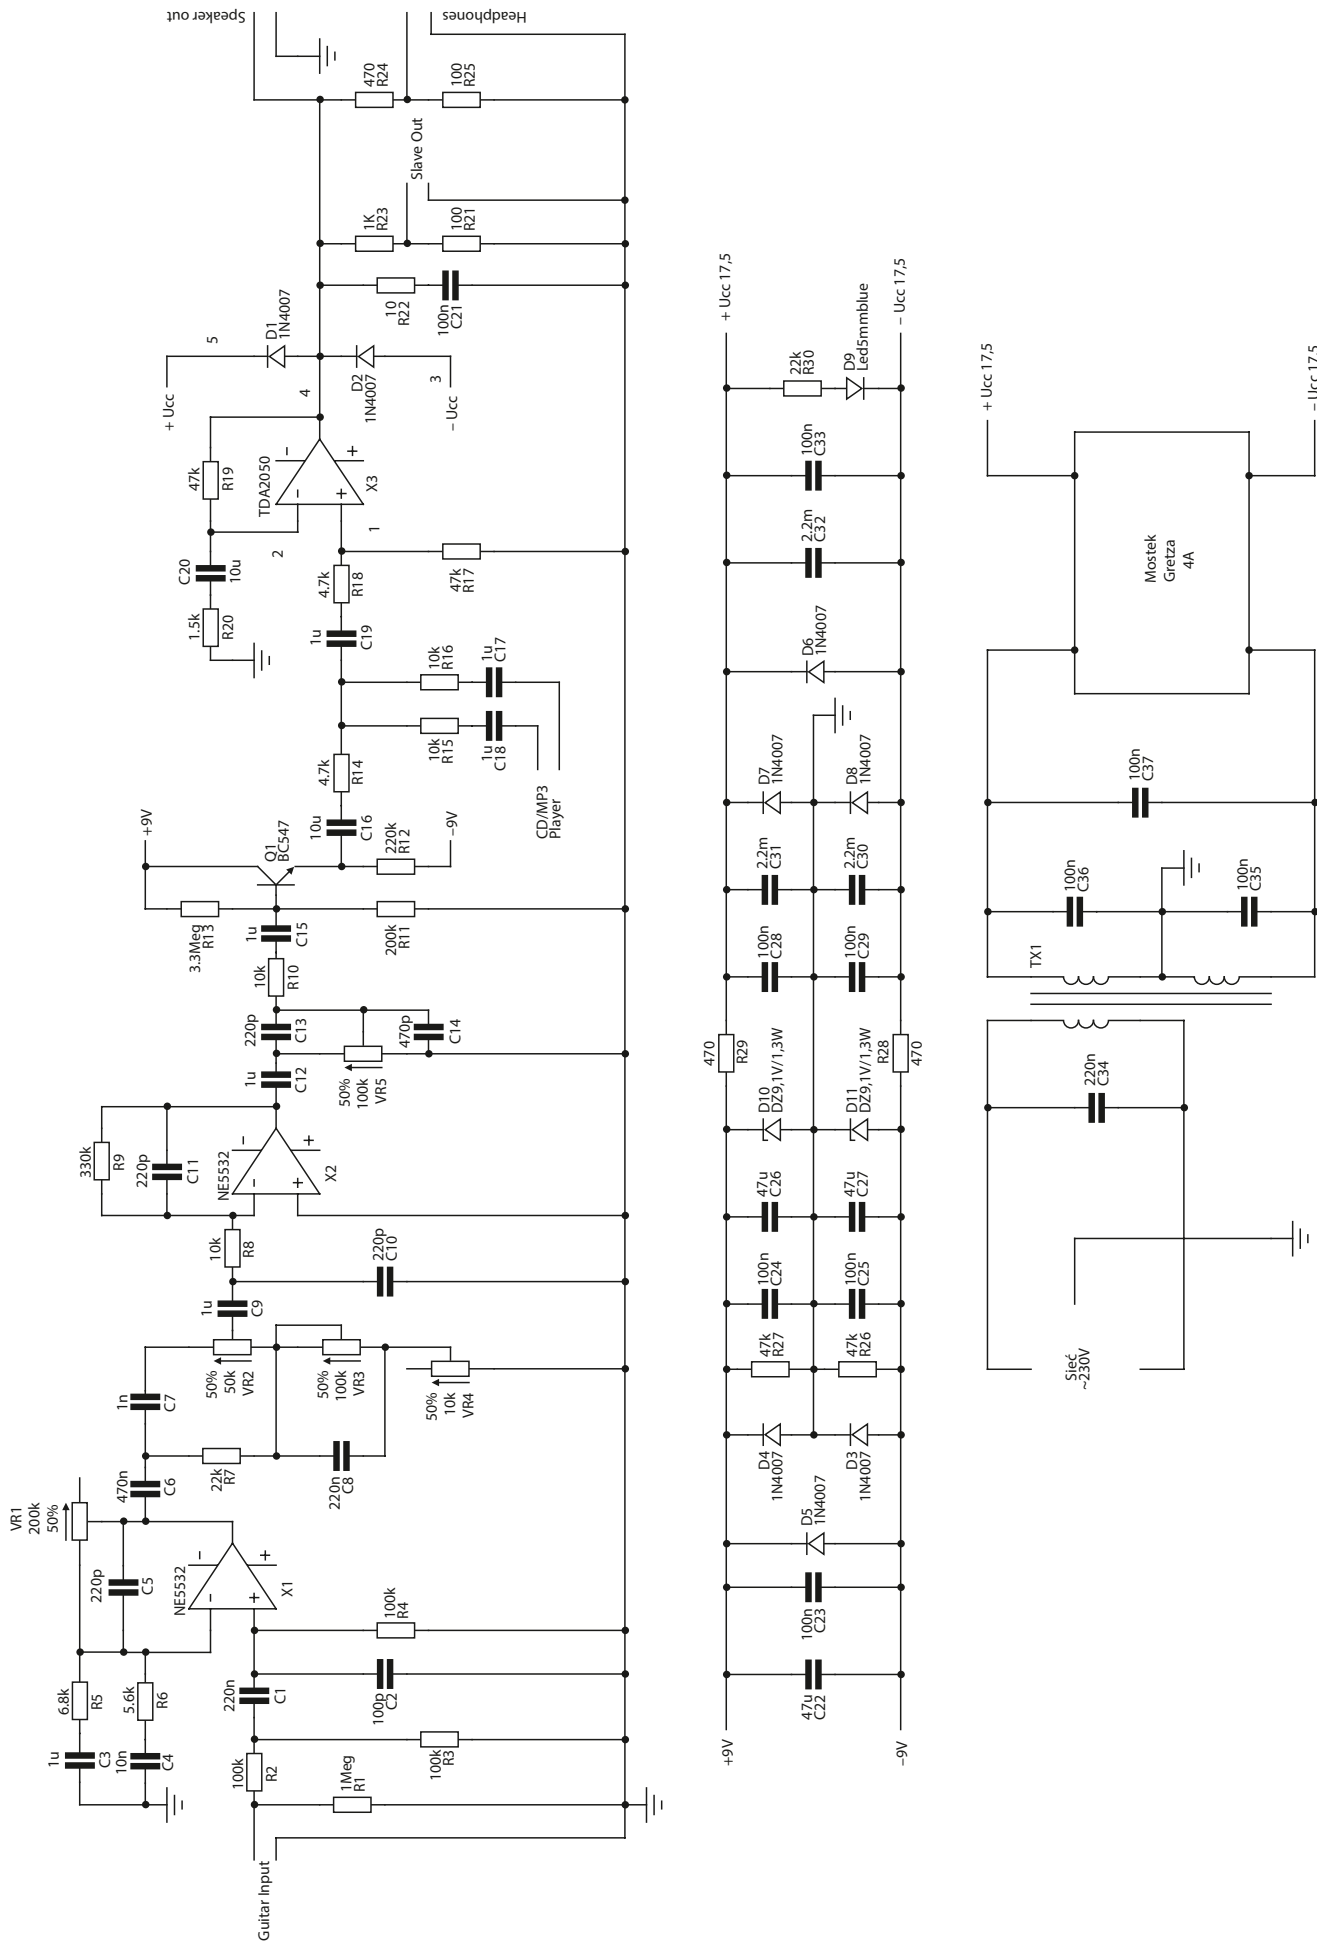 Guitar Input
100k
R2
1Meg
R1
100k
R3
220n
C1
100p
C2
100k
R4
1u
C3
10n
C4
6.8k
R5
5.6k
R6
220p
C5
VR1
200k
50%
NE5532
X1
470n
C6
22k
R7
1n
C7
220n
C8
50%
50k
VR2
50%
100k
VR3
50%
10k
VR4
1u
C9
220p
C10
10k
R8
330k
R9
220p
C11
NE5532
X2
1u
C12
50%
100k
VR5
220p
C13
470p
C14
10k
R10
1u
C15
3.3Meg
R13
200k
R11
+9V
Q1
BC547
220k
R12
–9V
10u
C16
4.7k
R14
10k
R15
1u
C18
10k
R16
1u
C17
CD/MP3
Player
1u
C19
4.7k
R18
47k
R17
1.5k
R20
C20
10u
47k
R19
2
1
TDA2050
X3
4
+ Ucc
5
D1
1N4007
D2
1N4007
3
– Ucc
10
R22
100n
C21
1K
R23
100
R21
Slave Out
470
R24
100
R25
Speaker out
Headphones
+9V
–9V
47u
C22
100n
C23
D5
1N4007
D4
1N4007
D3
1N4007
47k
R27
47k
R26
100n
C24
100n
C25
47u
C26
47u
C27
D10
DZ9,1V/1,3W
D11
DZ9,1V/1,3W
470
R29
R28
470
100n
C28
100n
C29
2.2m
C31
2.2m
C30
D7
1N4007
D8
1N4007
D6
1N4007
2.2m
C32
100n
C33
22k
R30
D9
Led5mmblue
+ Ucc 17,5
– Ucc 17,5
Sieć
~230V
220n
C34
TX1
100n
C36
100n
C35
100n
C37
Mostek
Gretza
4A
+ Ucc 17,5
– Ucc 17,5